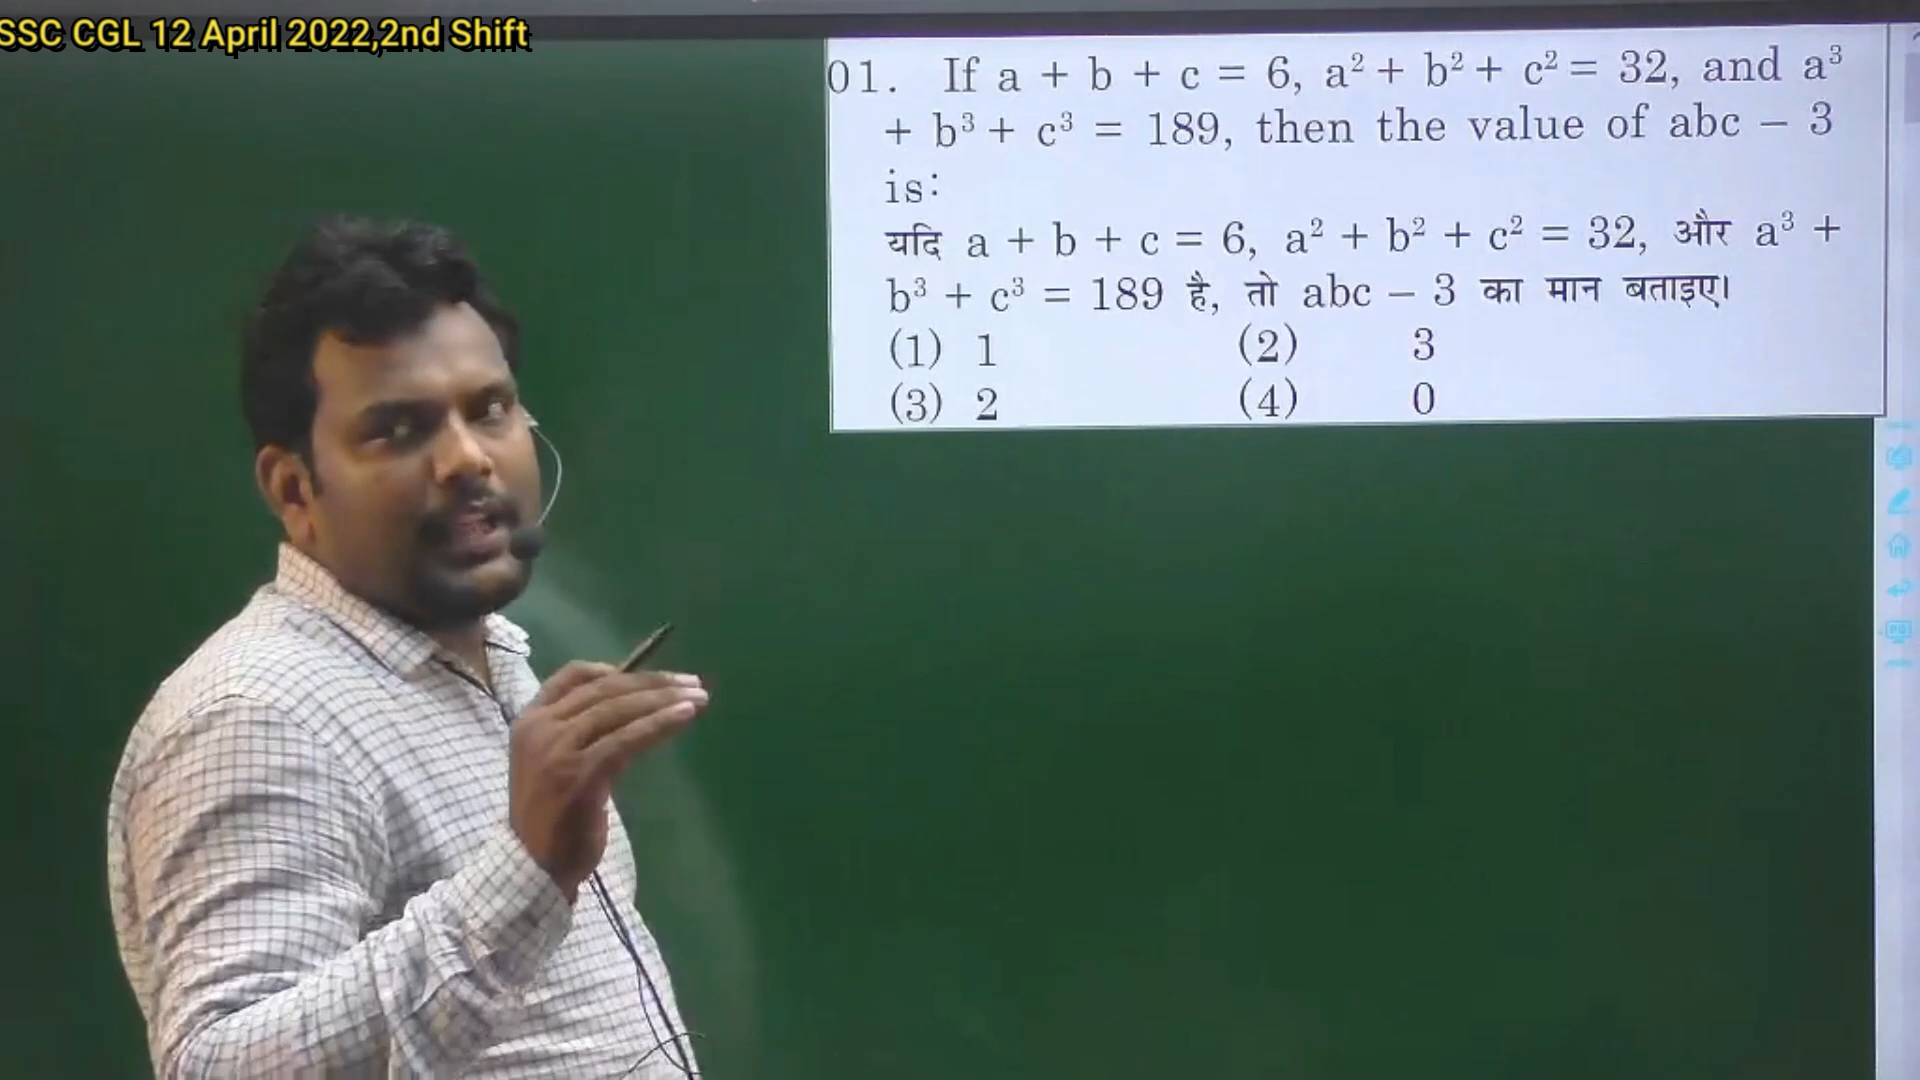 SSC CGL 12 April 2022,2nd Shift
01. If a + b + c = 6, a² + b² + c² = 32, and a³
+ b³ + c³ = 189, then the value of abc – 3
is:
यदि a + b + c = 6, a² + b² + c² = 32, और a³ +
b³ + c³ = 189 है, तो abc – 3 का मान बताइए।
(1) 1 (2) 3
(3) 2 (4) 0